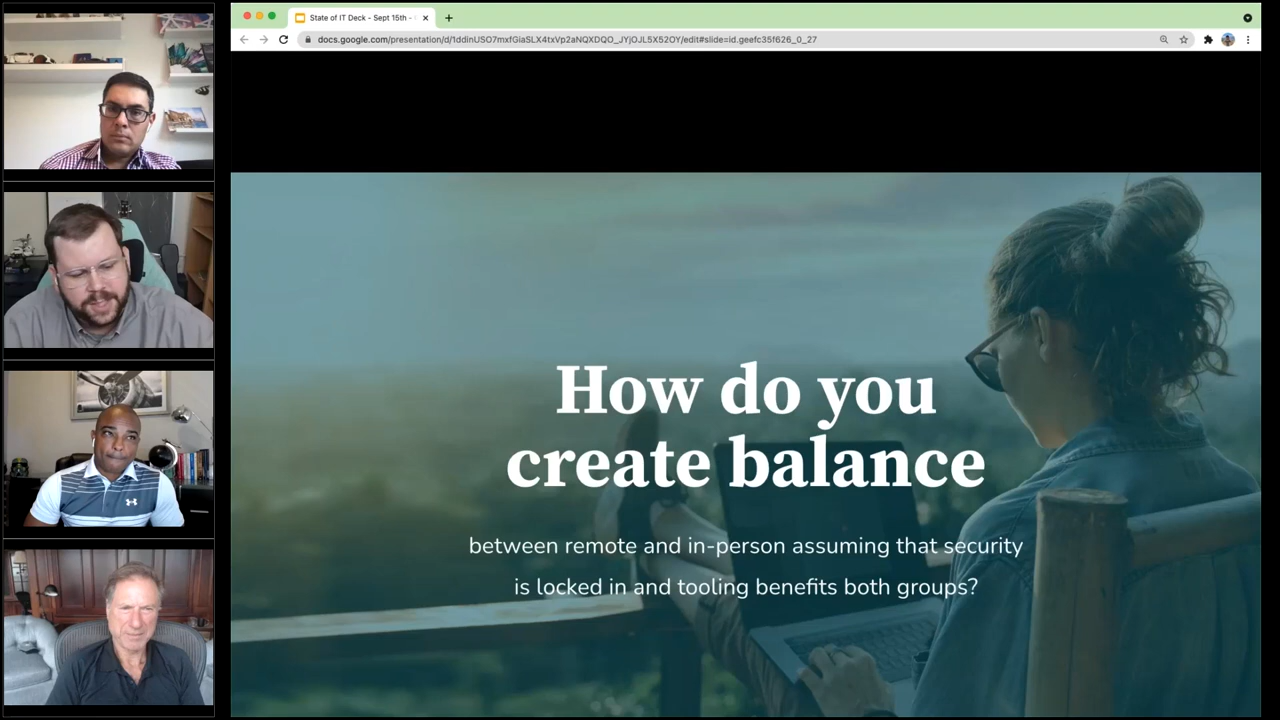 State of IT Deck - Sept 15th -
docs.google.com/presentation/d/1ddinUSO7mxfGiaSLX4txVp2aNQXDQO_JYjOJL5X52OY/edit#slide=id.geefc35f626_0_27
How do you
create balance
between remote and in-person assuming that security
is locked in and tooling benefits both groups?